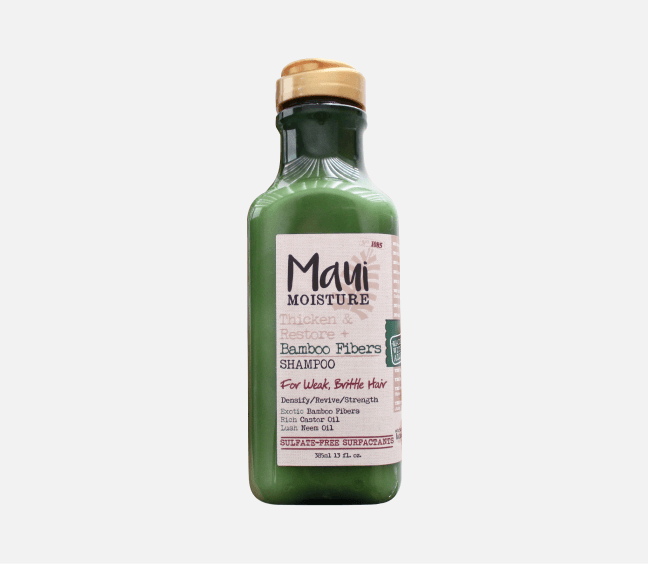 1985
Maui
MOISTURE
Thicken &
Restore +
Bamboo Fibers
SHAMPOO
For Weak, Brittle Hair
Densify/Revive/Strength
Exotic Bamboo Fibers
Rich Castor Oil
Lush Neem Oil
SULFATE-FREE SURFACTANTS
385ml 13 fl. oz.